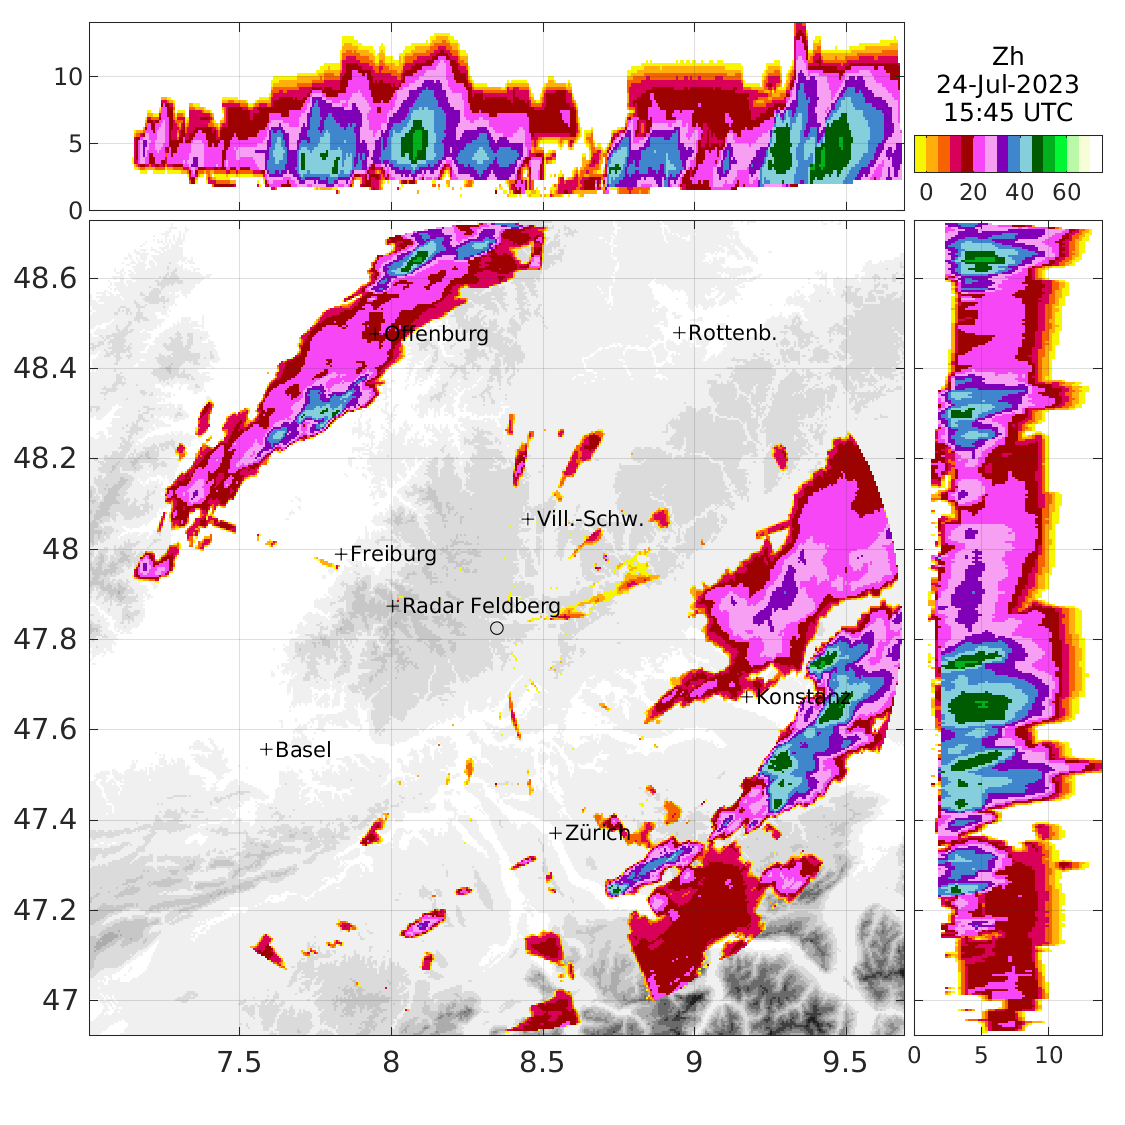 10
5
0
Zh
24-Jul-2023
15:45 UTC
0 20 40 60
48.6
48.4
48.2
48
47.8
47.6
47.4
47.2
47
+Offenburg
+Rottenb.
+Vill.-Schw.
+Freiburg
+Radar Feldberg
+Konstanz
+Basel
+Zürich
7.5 8 8.5 9 9.5
0 5 10